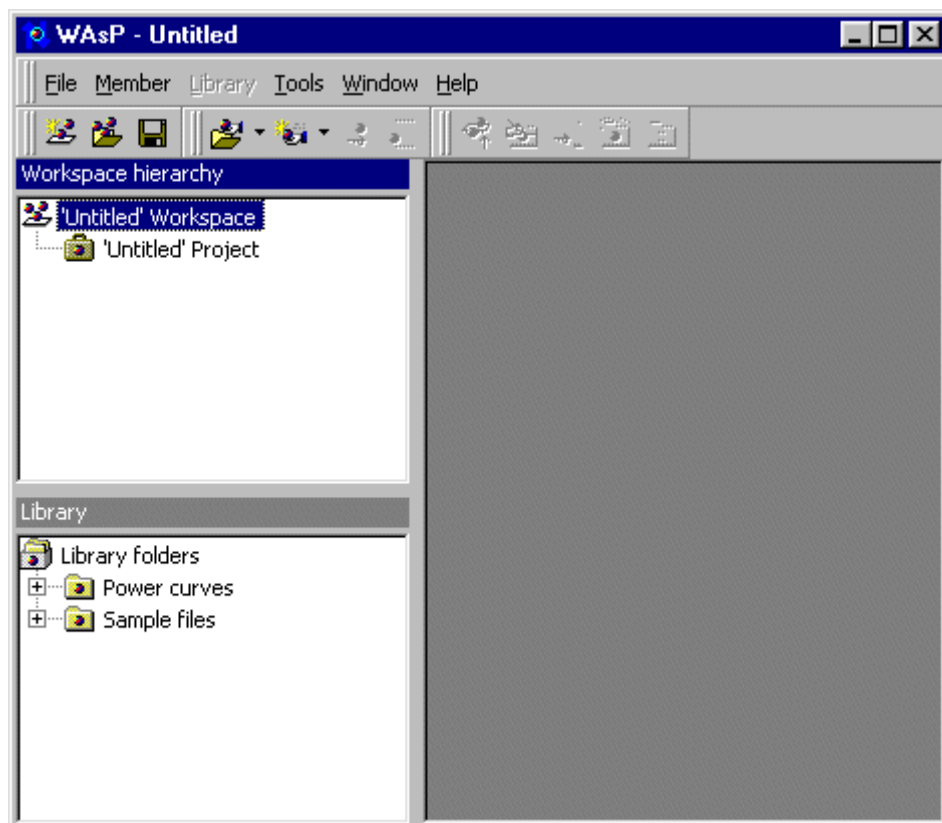 WAsP - Untitled
File Member Library Tools Window Help
Workspace hierarchy
'Untitled' Workspace
'Untitled' Project
Library
Library folders
Power curves
Sample files